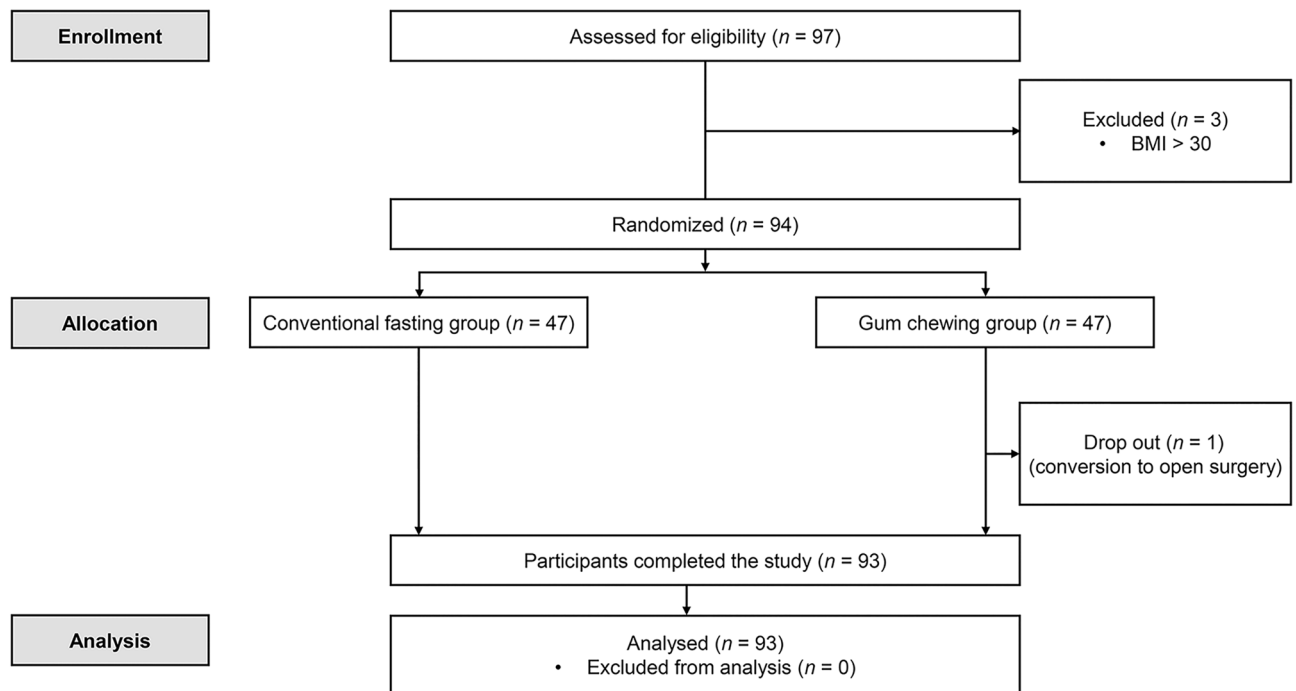 Enrollment
Assessed for eligibility (n = 97)
Excluded (n = 3)
• BMI > 30
Randomized (n = 94)
Allocation
Conventional fasting group (n = 47)
Gum chewing group (n = 47)
Drop out (n = 1)
(conversion to open surgery)
Participants completed the study (n = 93)
Analysis
Analysed (n = 93)
• Excluded from analysis (n = 0)